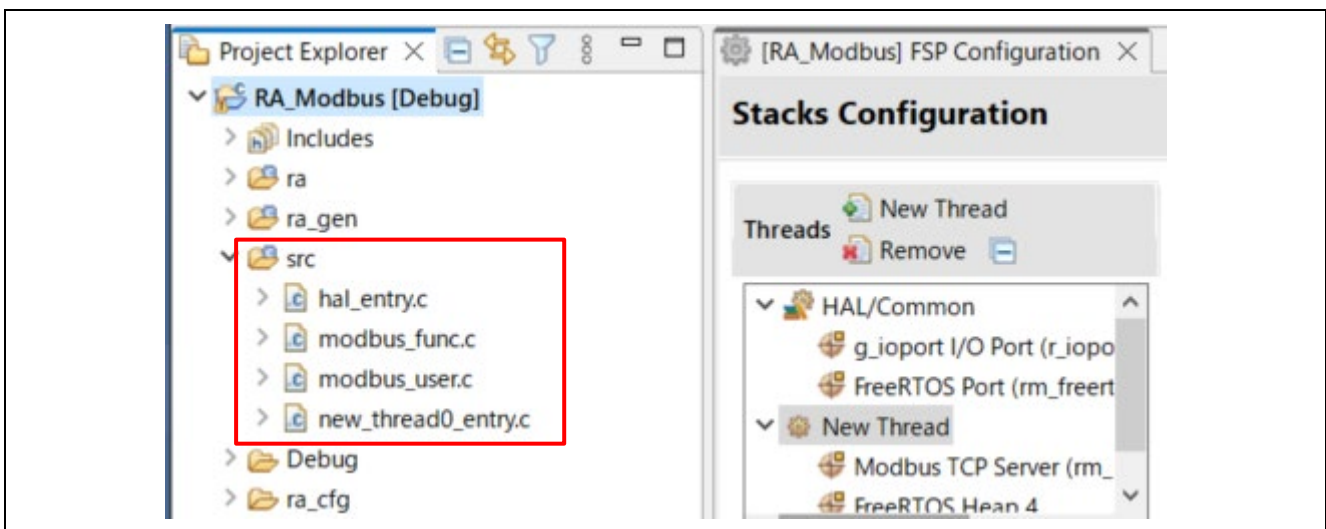 Project Explorer
RA_Modbus [Debug]
Includes
ra
ra_gen
src
hal_entry.c
modbus_func.c
modbus_user.c
new_thread0_entry.c
Debug
ra_cfg
[RA_Modbus] FSP Configuration
Stacks Configuration
Threads
New Thread
Remove
HAL/Common
g_ioport I/O Port (r_iopo
FreeRTOS Port (rm_freert
New Thread
Modbus TCP Server (rm_
FreeRTOS Heap 4